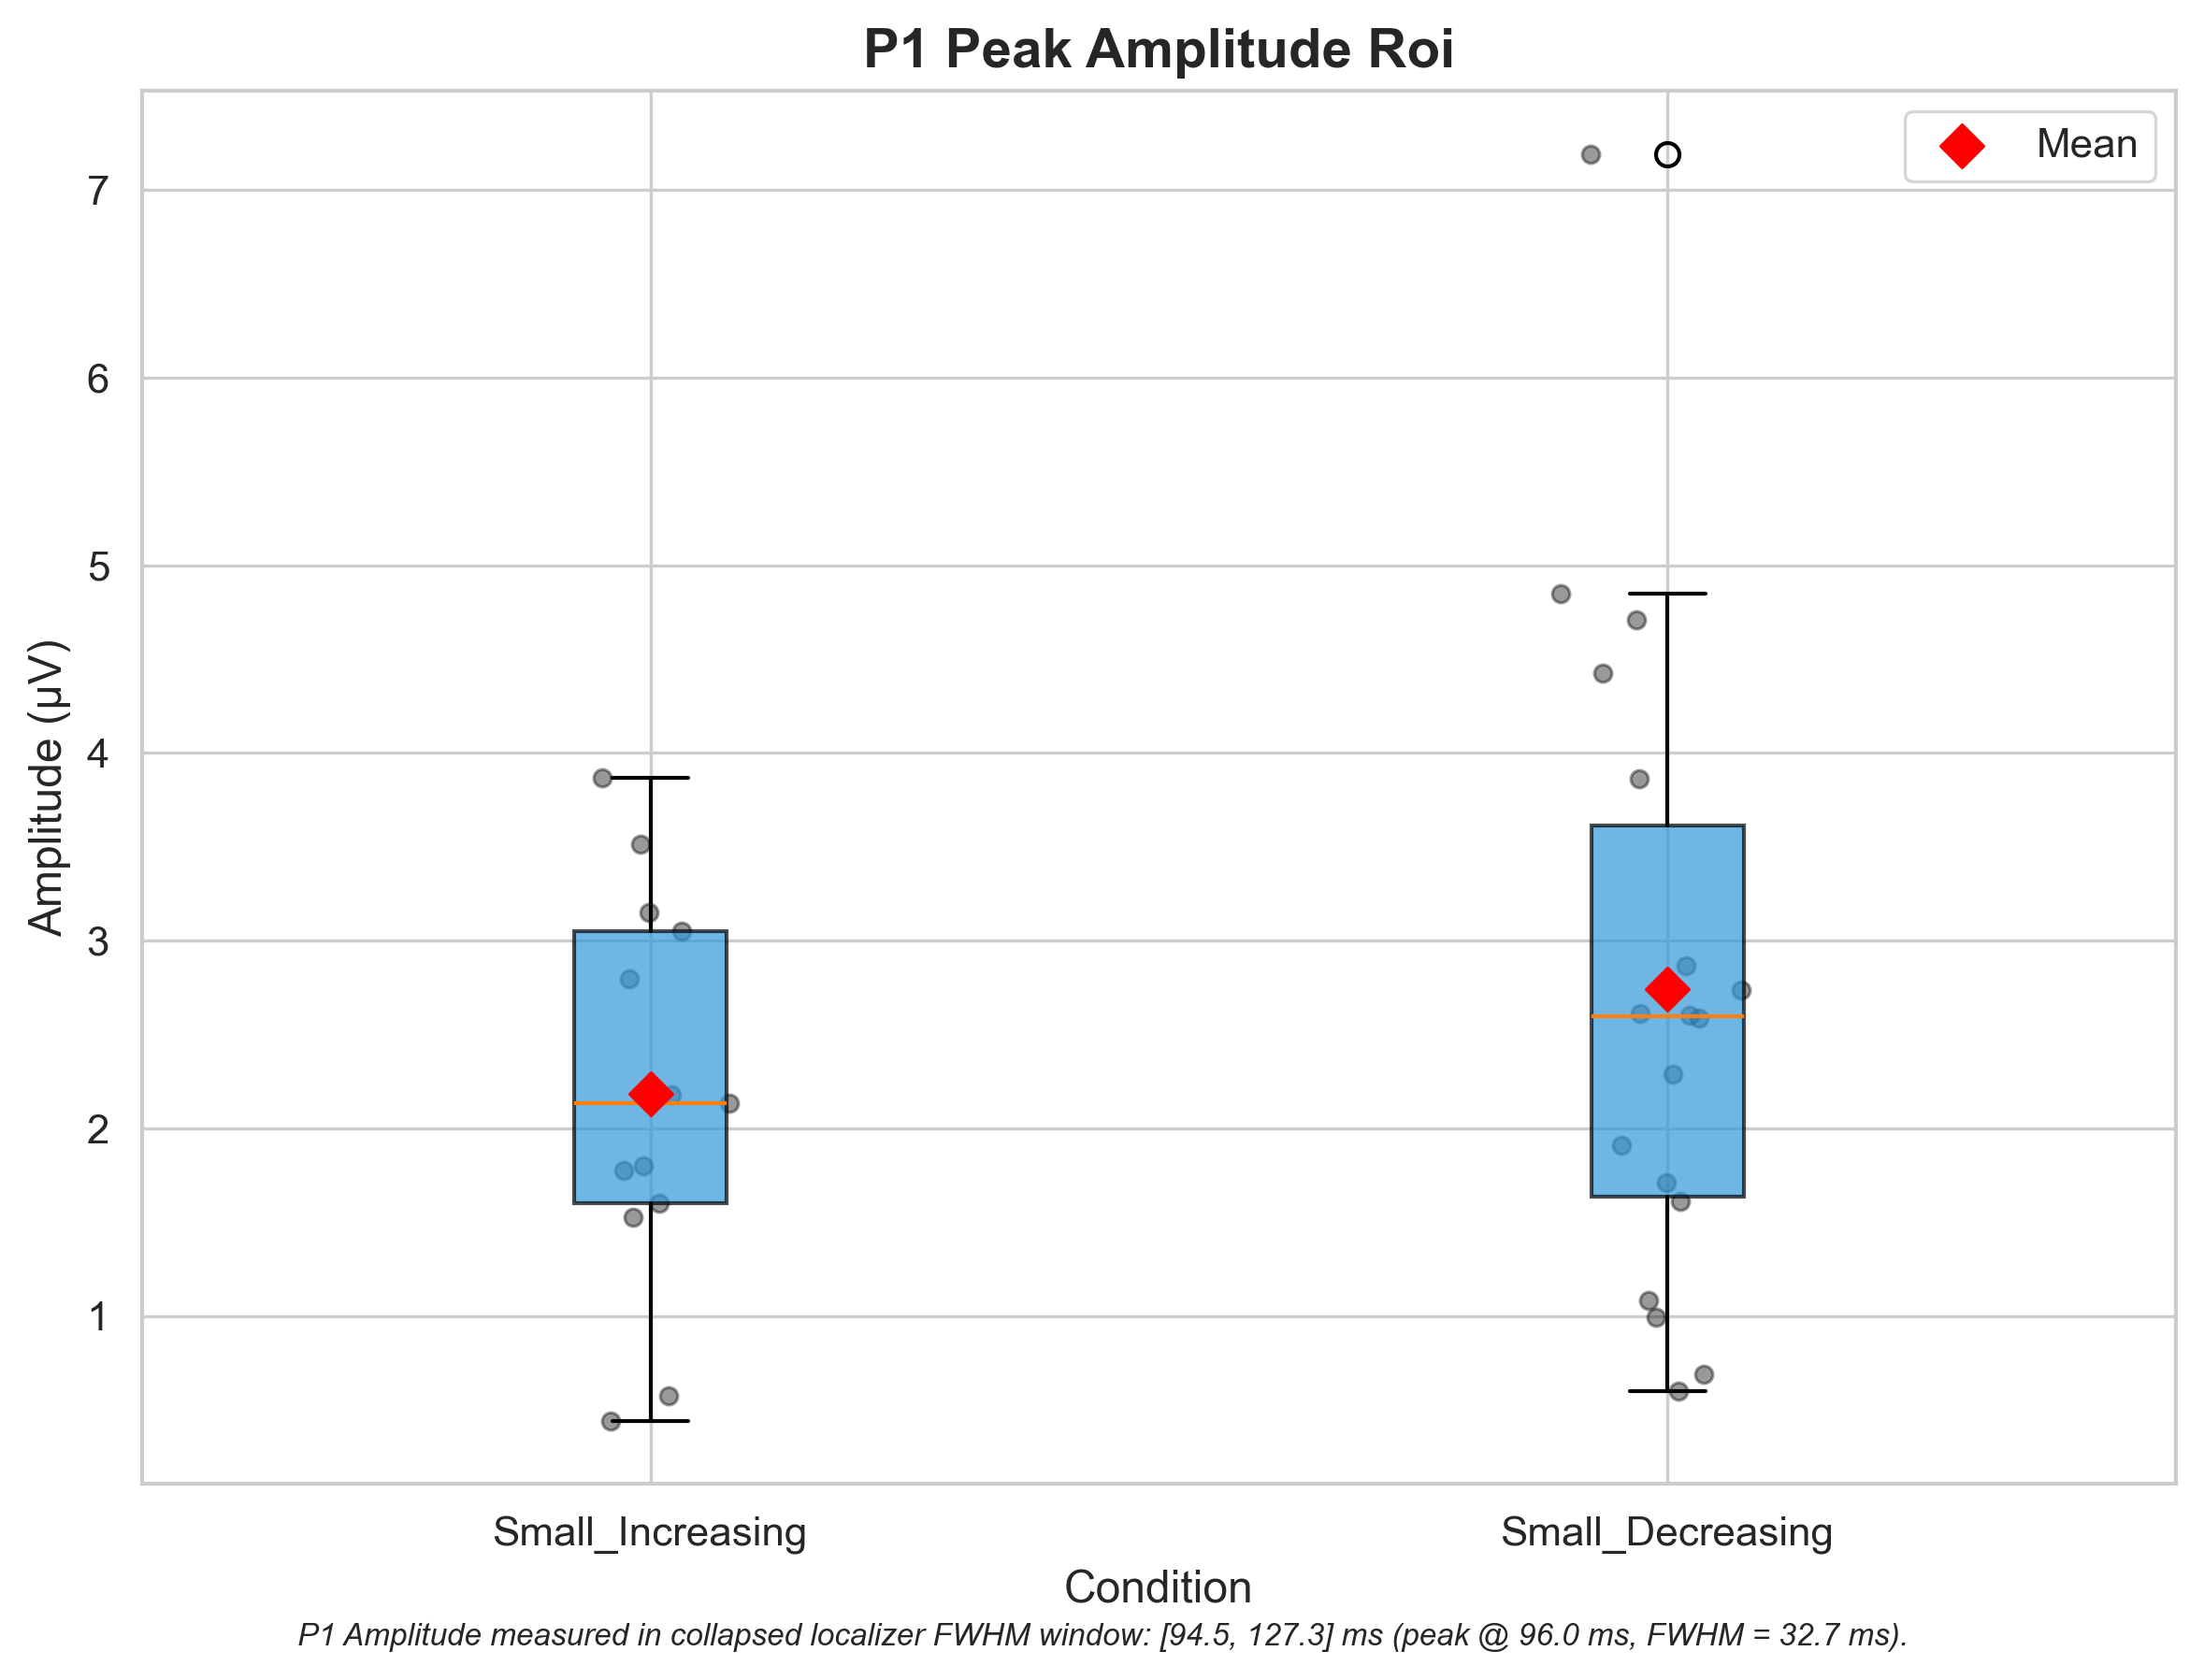 P1 Peak Amplitude Roi
Mean
7
6
5
4
3
2
1
Amplitude (µV)
Small_Increasing
Small_Decreasing
Condition
P1 Amplitude measured in collapsed localizer FWHM window: [94.5, 127.3] ms (peak @ 96.0 ms, FWHM = 32.7 ms).